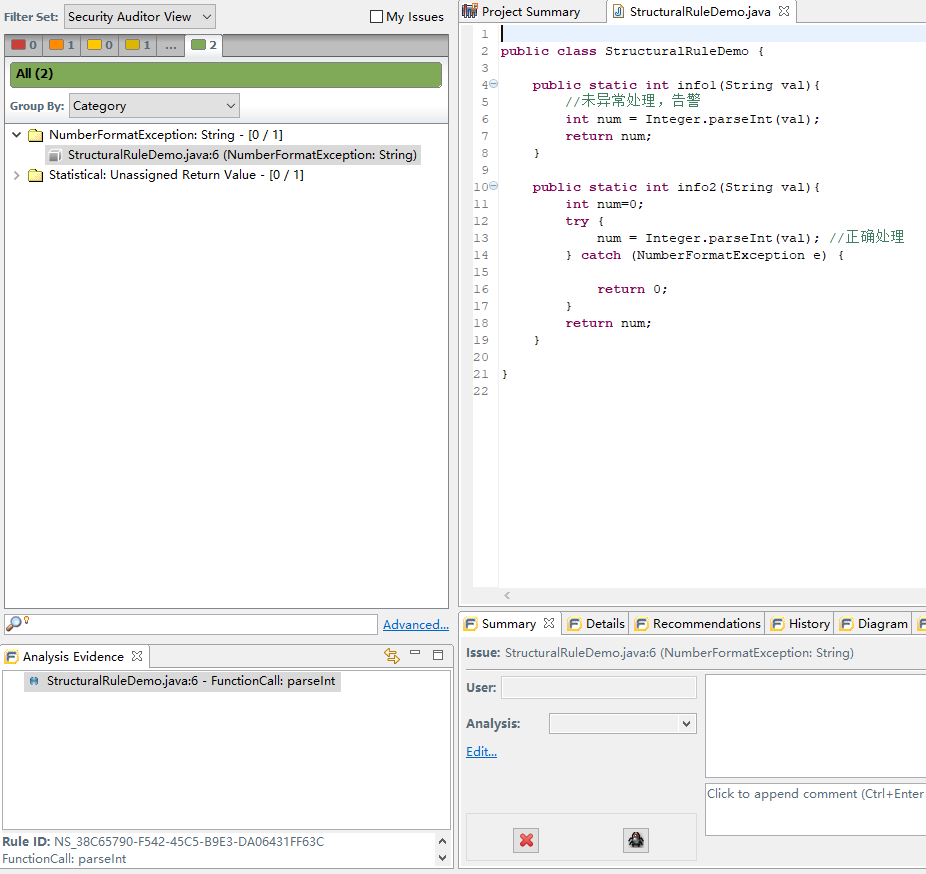 Filter Set: Security Auditor View My Issues
0 1 0 1 ... 2
All (2)
Group By: Category
NumberFormatException: String - [0 / 1]
StructuralRuleDemo.java:6 (NumberFormatException: String)
Statistical: Unassigned Return Value - [0 / 1]
Advanced...
Analysis Evidence
StructuralRuleDemo.java:6 - FunctionCall: parseInt
Rule ID: NS_38C65790-F542-45C5-B9E3-DA06431FF63C
FunctionCall: parseInt
Project Summary StructuralRuleDemo.java
1
2 public class StructuralRuleDemo {
3
4 public static int info1(String val){
5 //未异常处理，告警
6 int num = Integer.parseInt(val);
7 return num;
8 }
9
10 public static int info2(String val){
11 int num=0;
12 try {
13 num = Integer.parseInt(val); //正确处理
14 } catch (NumberFormatException e) {
15
16 return 0;
17 }
18 return num;
19 }
20
21 }
22
Summary Details Recommendations History Diagram
Issue: StructuralRuleDemo.java:6 (NumberFormatException: String)
User:
Analysis:
Edit...
Click to append comment (Ctrl+Enter